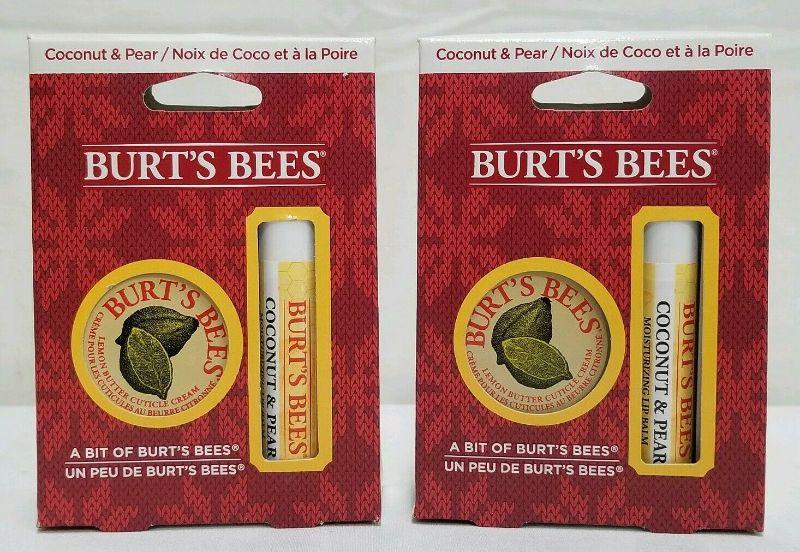 Coconut & Pear / Noix de Coco et à la Poire
BURT'S BEES®
BURT'S BEES®
LEMON BUTTER CUTICLE CREAM
CRÈME POUR LES CUTICULES AU BEURRE CITRONNÉ
BURT'S BEES
COCONUT & PEAR
A BIT OF BURT'S BEES®
UN PEU DE BURT'S BEES®
Coconut & Pear / Noix de Coco et à la Poire
BURT'S BEES®
BURT'S BEES®
LEMON BUTTER CUTICLE CREAM
CRÈME POUR LES CUTICULES AU BEURRE CITRONNÉ
BURT'S BEES
COCONUT & PEAR
MOISTURIZING LIP BALM
A BIT OF BURT'S BEES®
UN PEU DE BURT'S BEES®